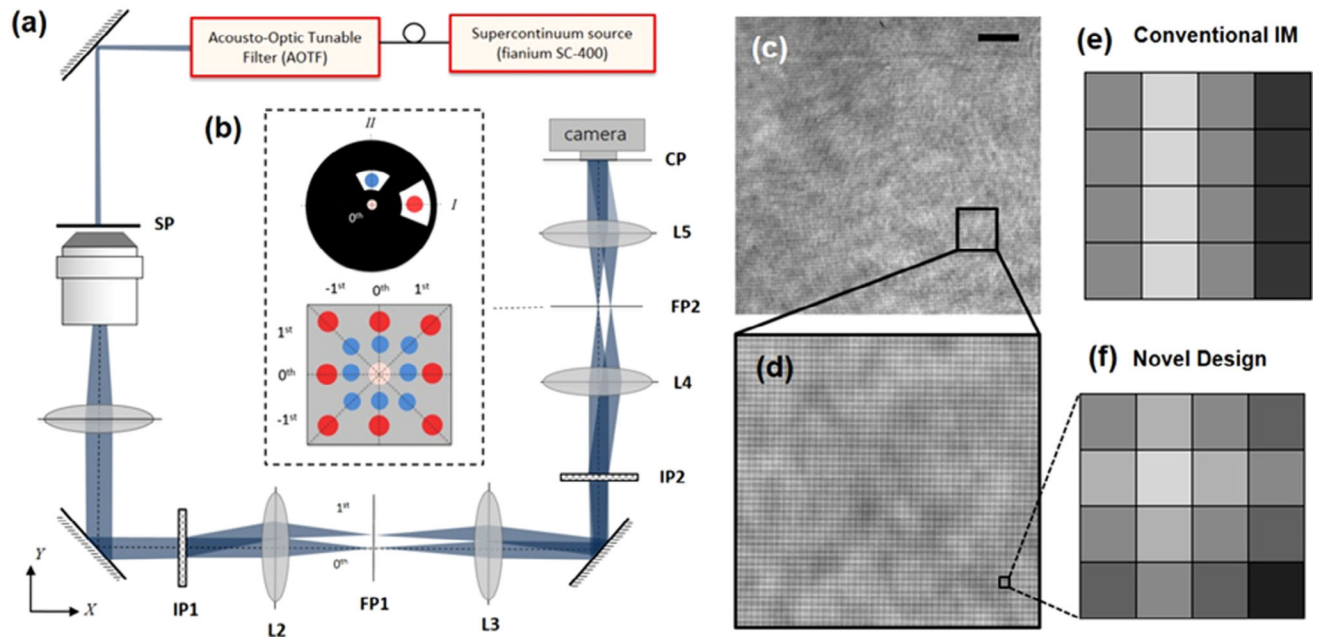 (a)
Acousto-Optic Tunable
Filter (AOTF)
Supercontinuum source
(fianium SC-400)
(b)
II
0th
I
-1st 0th 1st
1st
0th
-1st
camera
CP
L5
FP2
L4
IP2
SP
1st
0th
Y
X
IP1
L2
FP1
L3
(c)
(d)
(e) Conventional IM
(f) Novel Design